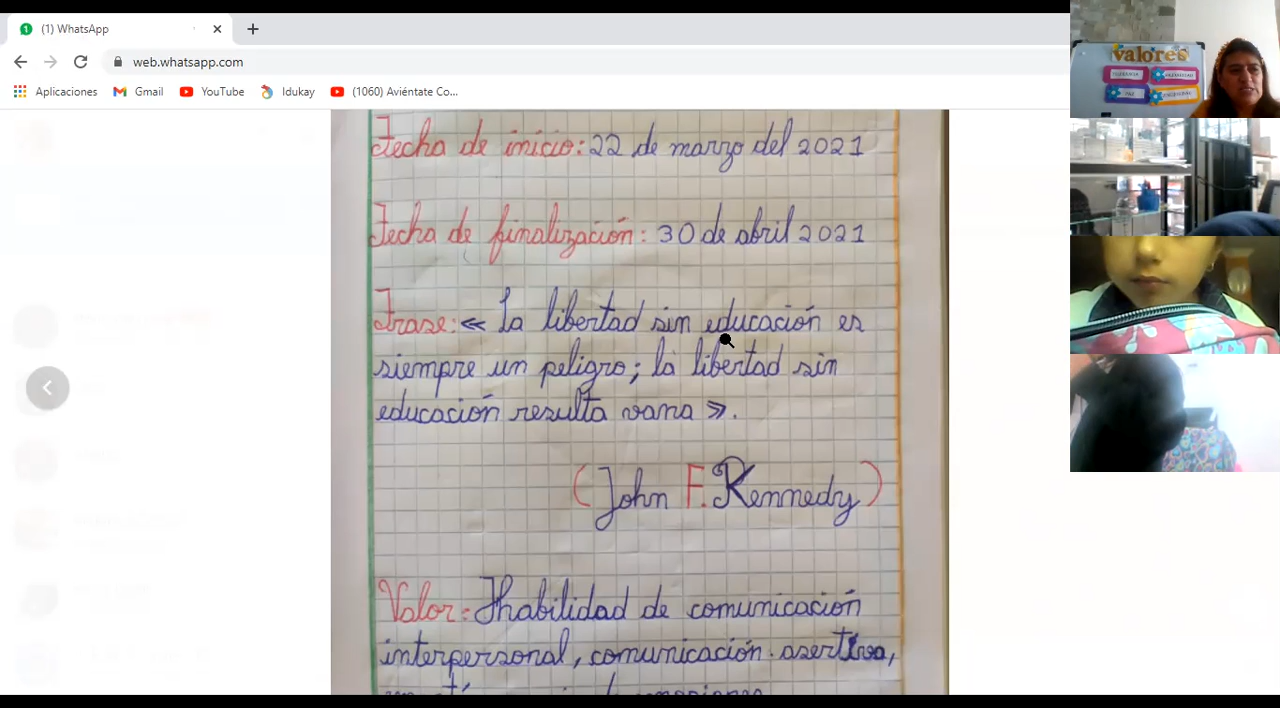 (1) WhatsApp
web.whatsapp.com
Aplicaciones Gmail YouTube Idukay (1060) Aviéntate Co...
Fecha de inicio: 22 de marzo del 2021
Fecha de finalización: 30 de abril 2021
Frase: « La libertad sin educación es
siempre un peligro; la libertad sin
educación resulta vana ».
(John F. Kennedy)
Valor: Habilidad de comunicación
interpersonal, comunicación asertiva,
valores